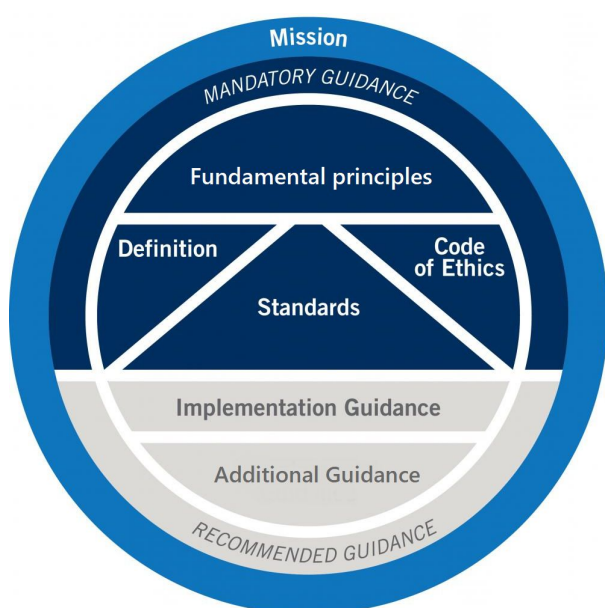 Mission
MANDATORY GUIDANCE
Fundamental principles
Definition
Code
of Ethics
Standards
Implementation Guidance
Additional Guidance
RECOMMENDED GUIDANCE